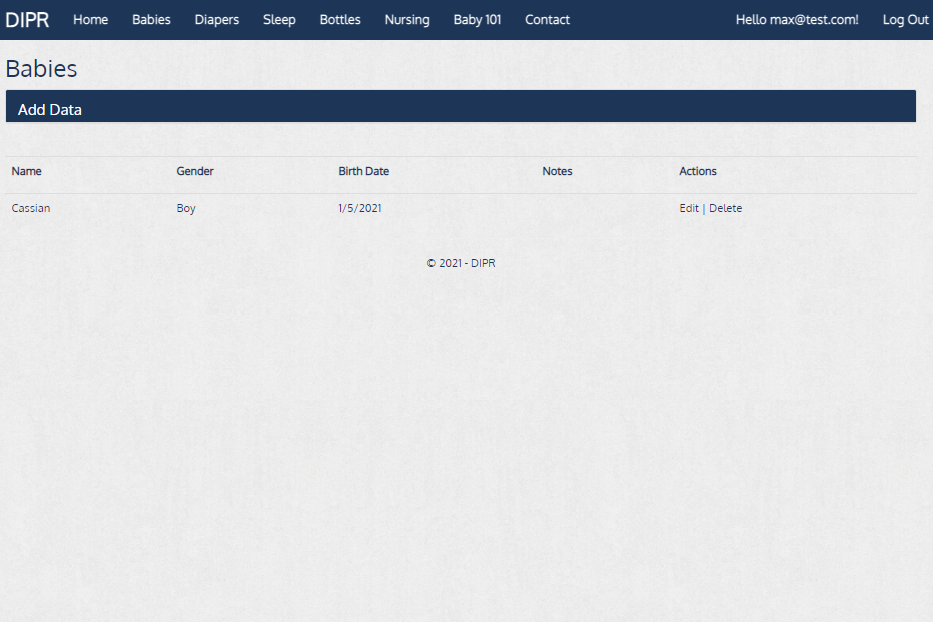 DIPR Home Babies Diapers Sleep Bottles Nursing Baby 101 Contact Hello max@test.com! Log Out
Babies
Add Data
Name Gender Birth Date Notes Actions
Cassian Boy 1/5/2021 Edit | Delete
© 2021 - DIPR